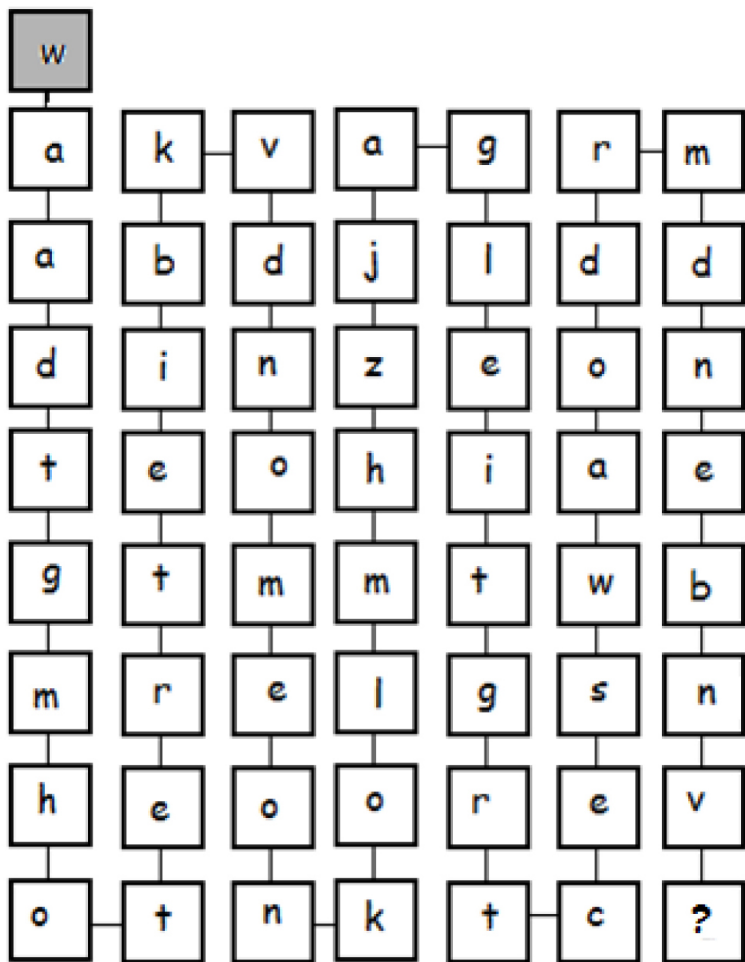 w
a k v a g r m
a b d j l d d
d i n z e o n
t e o h i a e
g t m m t w b
m r e l g s n
h e o o r e v
o t n k t c ?